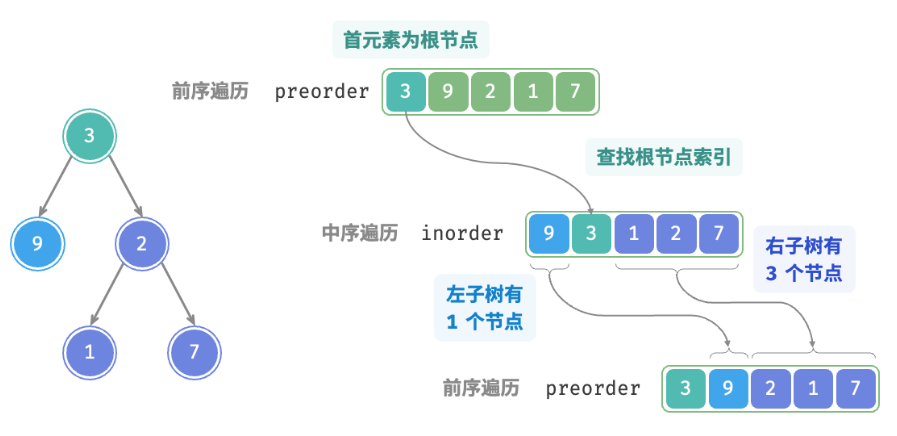 首元素为根节点
前序遍历 preorder 3 9 2 1 7
3
查找根节点索引
9 2
中序遍历 inorder 9 3 1 2 7
右子树有
3 个节点
左子树有
1 个节点
1 7
前序遍历 preorder 3 9 2 1 7